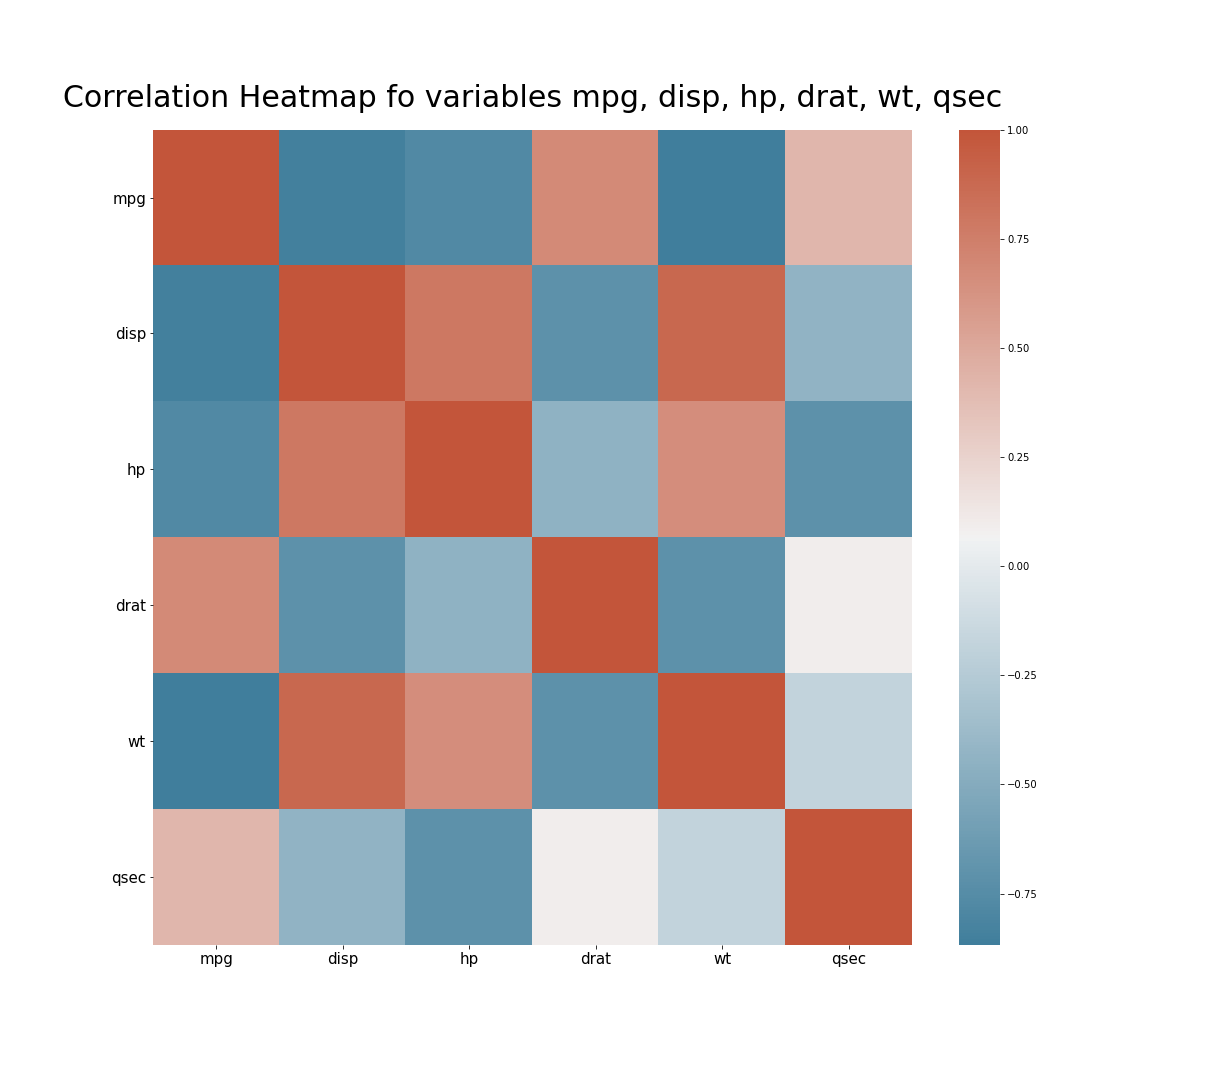 Correlation Heatmap fo variables mpg, disp, hp, drat, wt, qsec
mpg
disp
hp
drat
wt
qsec
mpg disp hp drat wt qsec
1.00
0.75
0.50
0.25
0.00
−0.25
−0.50
−0.75